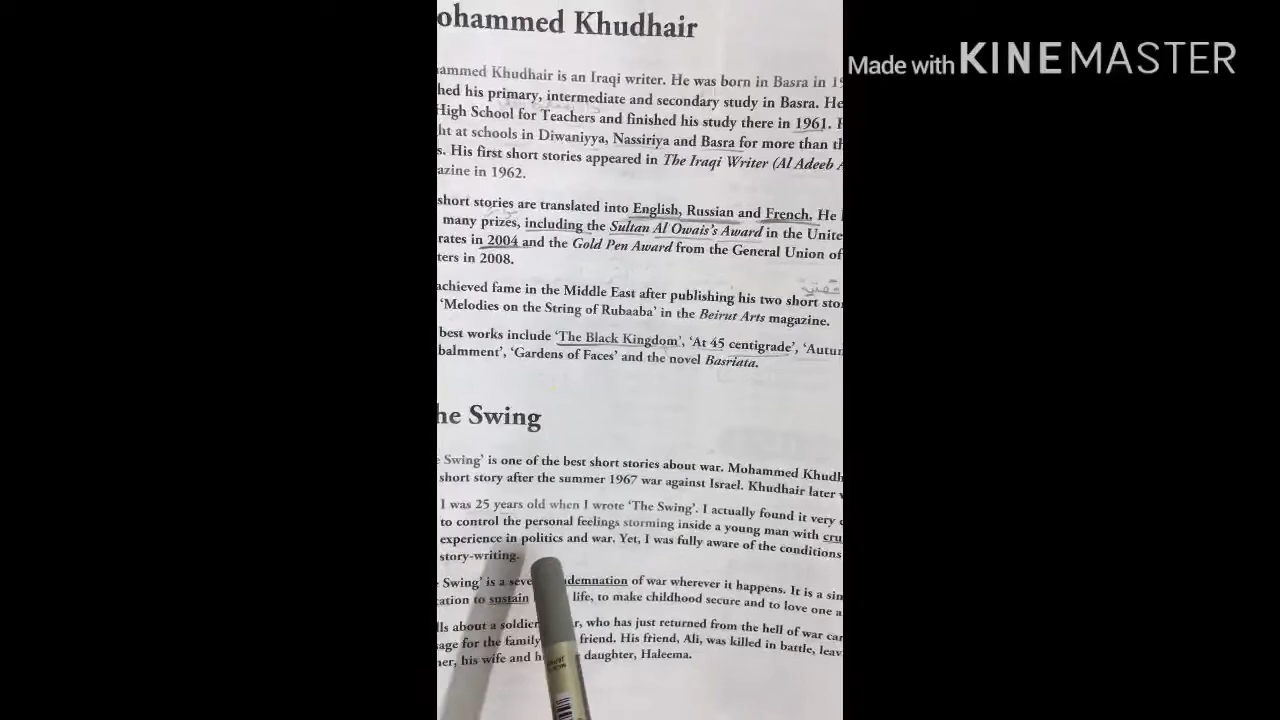 ohammed Khudhair
ammed Khudhair is an Iraqi writer. He was born in Basra in 19
hed his primary, intermediate and secondary study in Basra. He
High School for Teachers and finished his study there in 1961. H
ht at schools in Diwaniyya, Nassiriya and Basra for more than th
s. His first short stories appeared in The Iraqi Writer (Al Adeeb A
azine in 1962.
short stories are translated into English, Russian and French. He
many prizes, including the Sultan Al Owais's Award in the Unite
rates in 2004 and the Gold Pen Award from the General Union of
ters in 2008.
achieved fame in the Middle East after publishing his two short sto
'Melodies on the String of Rubaaba' in the Beirut Arts magazine.
best works include 'The Black Kingdom', 'At 45 centigrade', 'Autum
balmment', 'Gardens of Faces' and the novel Basriata.
he Swing
e Swing' is one of the best short stories about war. Mohammed Khudh
short story after the summer 1967 war against Israel. Khudhair later
I was 25 years old when I wrote 'The Swing'. I actually found it very
to control the personal feelings storming inside a young man with cru
experience in politics and war. Yet, I was fully aware of the conditions
story-writing.
e Swing' is a seve ndemnation of war wherever it happens. It is a sin
ation to sustain life, to make childhood secure and to love one a
lls about a soldier r, who has just returned from the hell of war car
age for the family friend. His friend, Ali, was killed in battle, leav
her, his wife and h daughter, Haleema.
Made with KINEMASTER